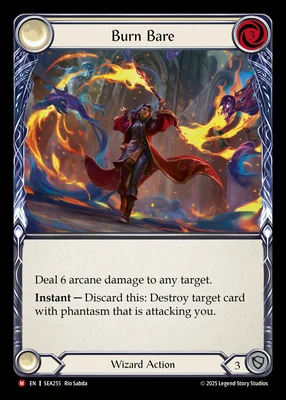 Burn Bare
Deal 6 arcane damage to any target.
Instant — Discard this: Destroy target card
with phantasm that is attacking you.
Wizard Action
3
M EN SEA255 Rio Sabda
© 2025 Legend Story Studios